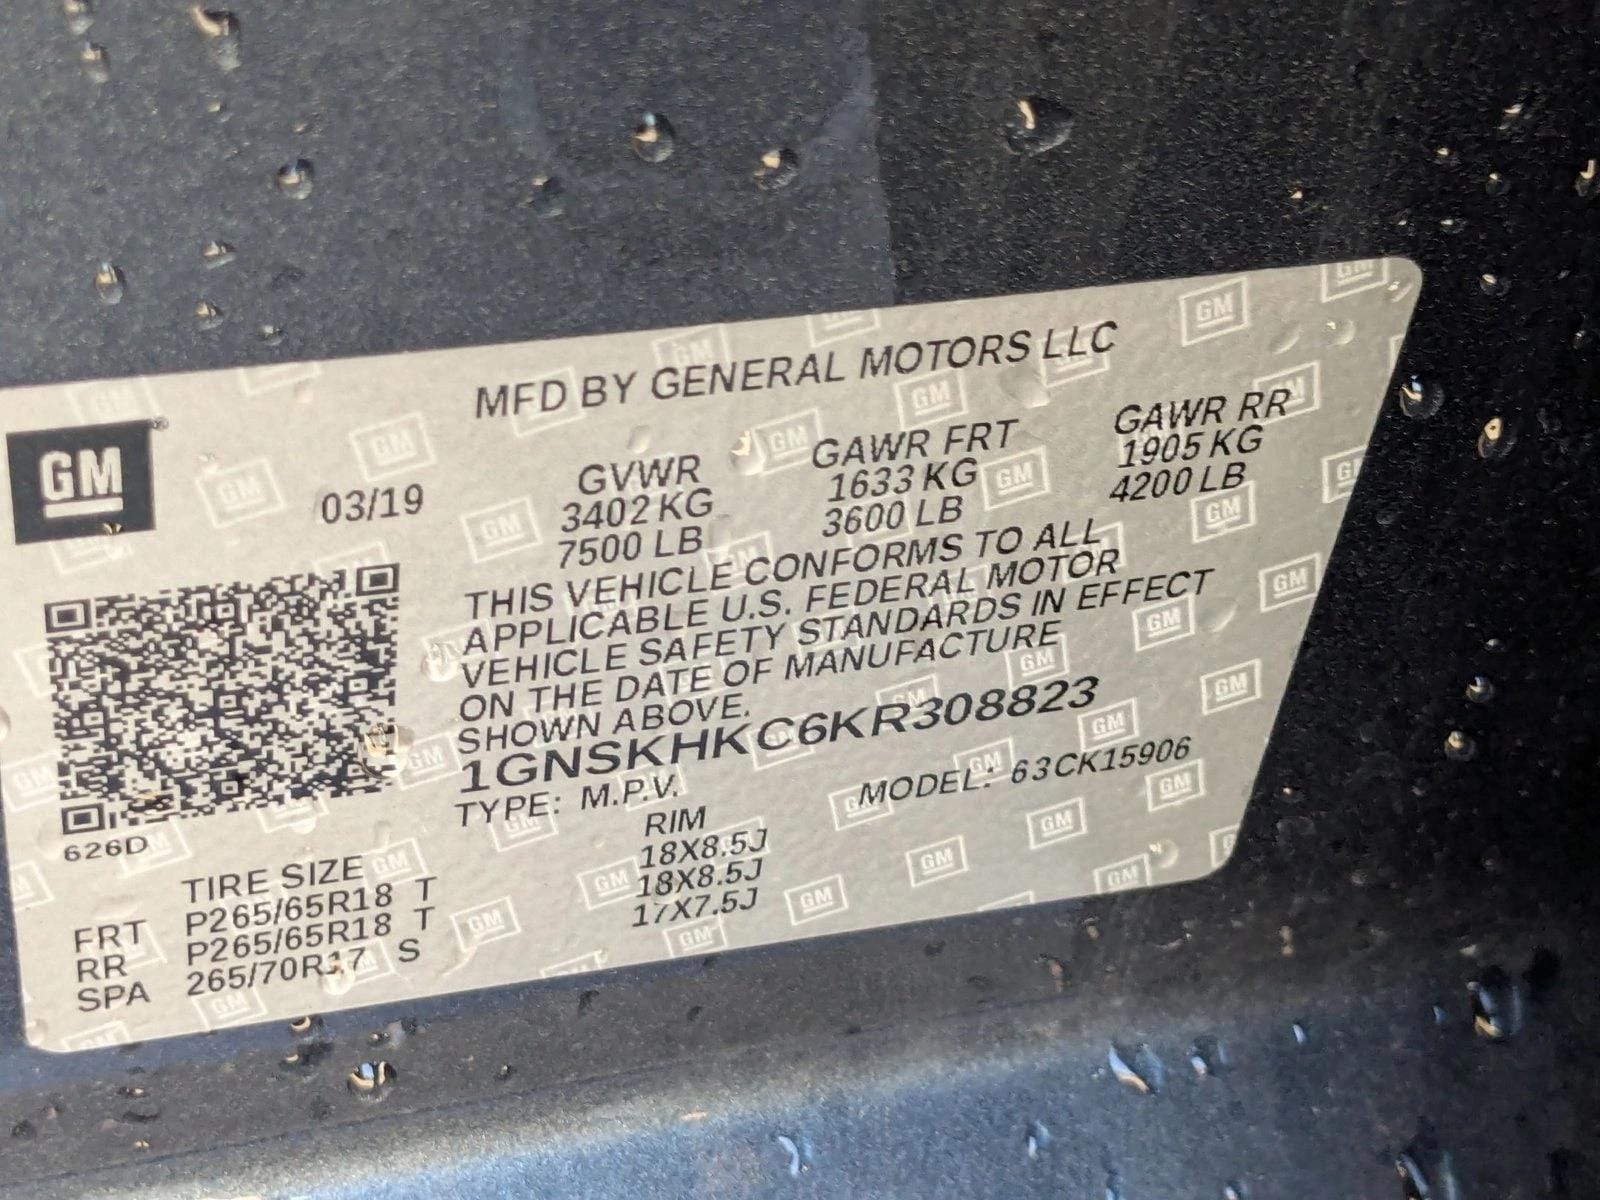 MFD BY GENERAL MOTORS LLC
GM
03/19
GVWR GAWR FRT GAWR RR
3402 KG 1633 KG 1905 KG
7500 LB 3600 LB 4200 LB
THIS VEHICLE CONFORMS TO ALL
APPLICABLE U.S. FEDERAL MOTOR
VEHICLE SAFETY STANDARDS IN EFFECT
ON THE DATE OF MANUFACTURE
SHOWN ABOVE.
1GNSKHKC6KR308823
TYPE: M.P.V. MODEL: 63CK15906
626D
TIRE SIZE RIM
FRT P265/65R18 T 18X8.5J
RR P265/65R18 T 18X8.5J
SPA 265/70R17 S 17X7.5J